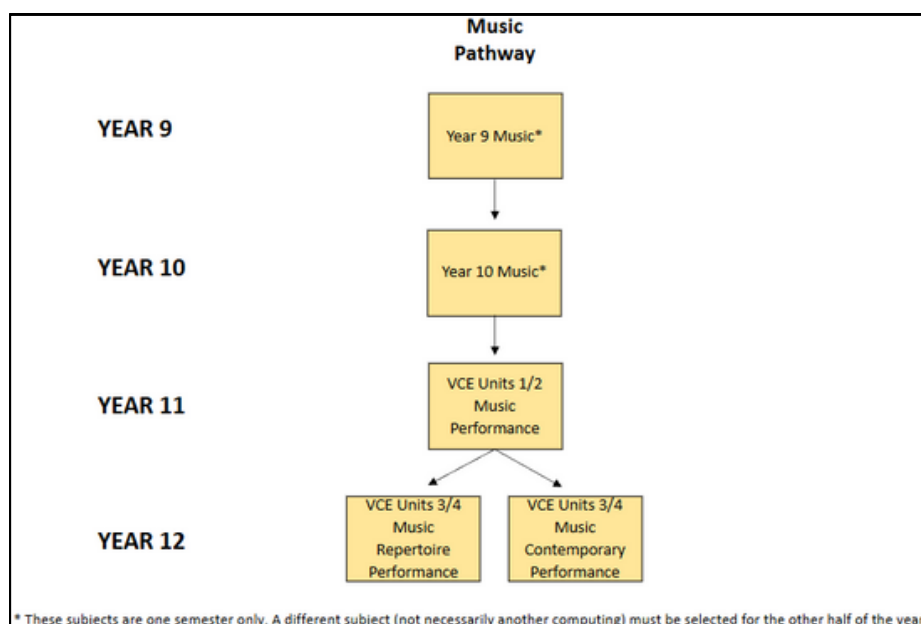 Music
Pathway
YEAR 9
Year 9 Music*
YEAR 10
Year 10 Music*
YEAR 11
VCE Units 1/2
Music
Performance
YEAR 12
VCE Units 3/4
Music
Repertoire
Performance
VCE Units 3/4
Music
Contemporary
Performance
* These subjects are one semester only. A different subject (not necessarily another computing) must be selected for the other half of the year